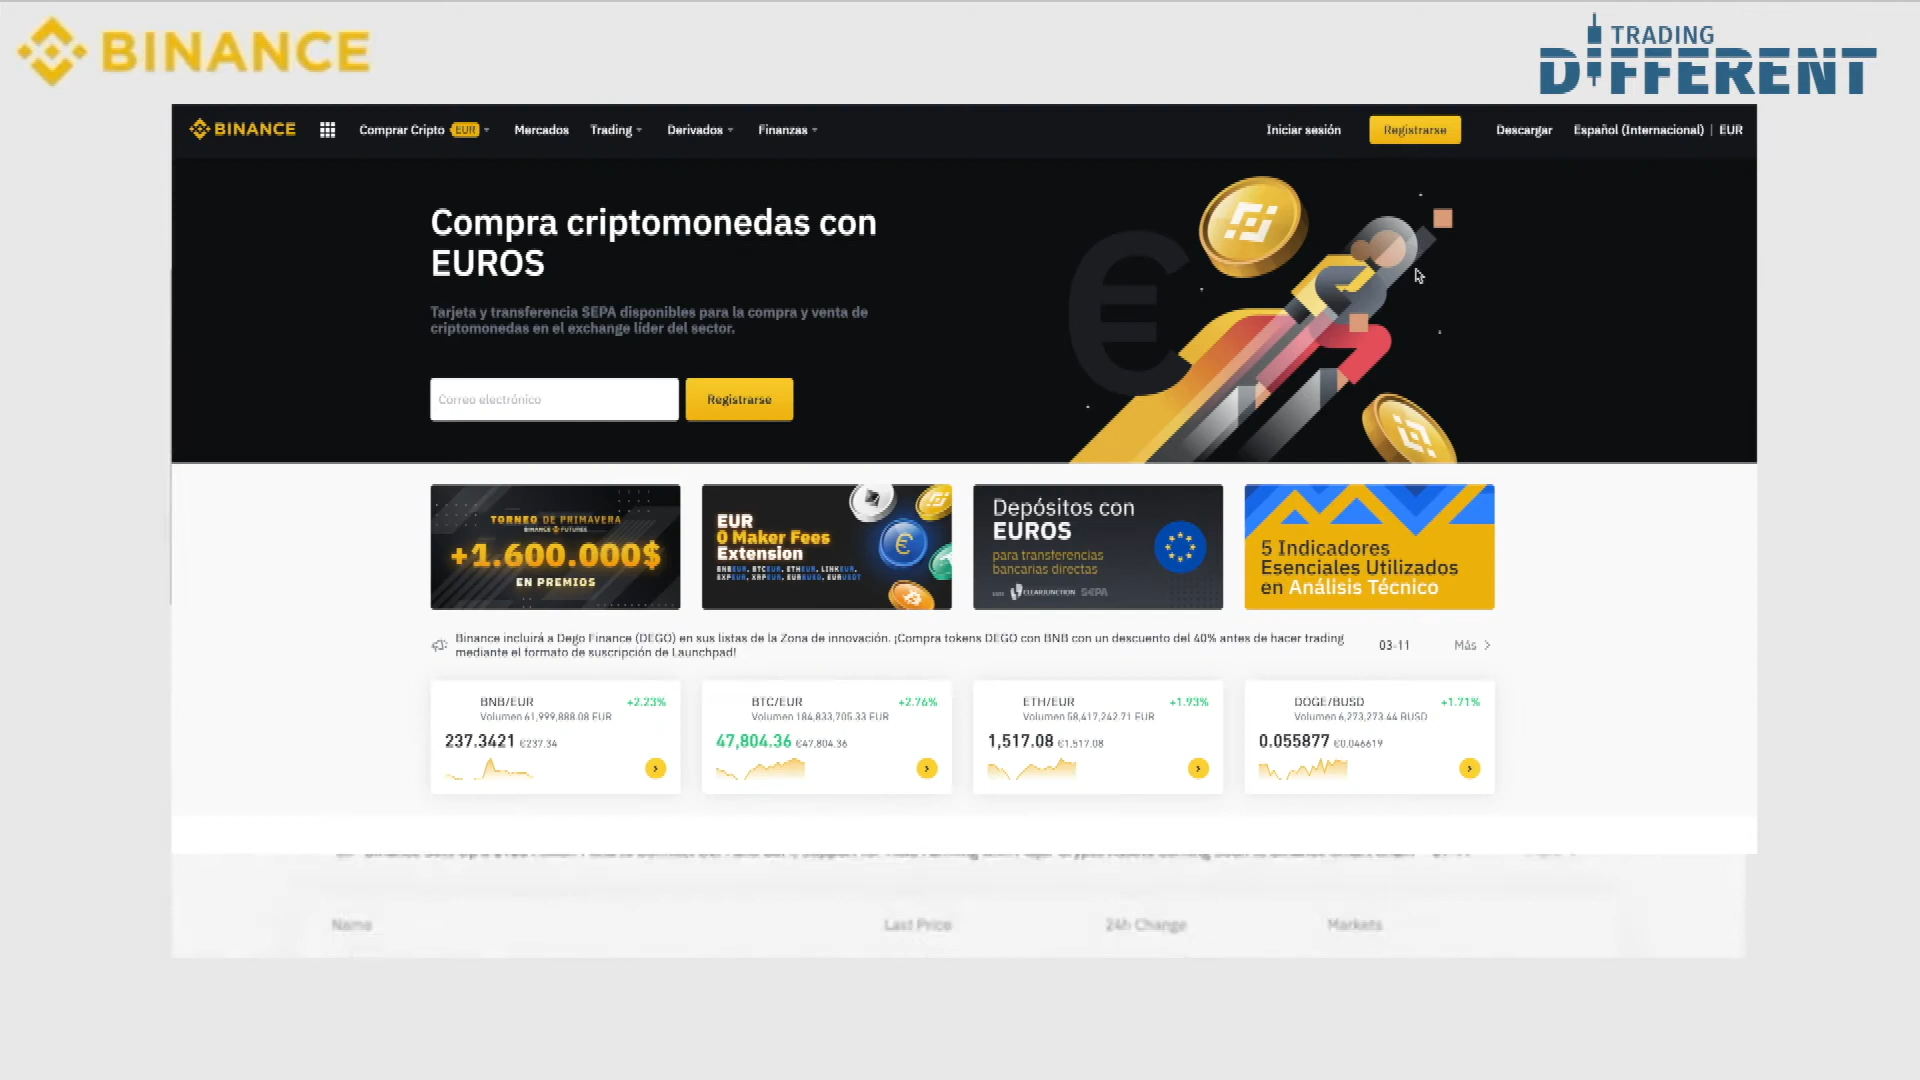 BINANCE
TRADING
DIFFERENT
BINANCE
Comprar Cripto EUR
Mercados
Trading
Derivados
Finanzas
Iniciar sesión
Registrarse
Descargar
Español (Internacional) | EUR
Compra criptomonedas con
EUROS
Tarjeta y transferencia SEPA disponibles para la compra y venta de
criptomonedas en el exchange líder del sector.
Correo electrónico
Registrarse
TORNEO DE PRIMAVERA
BINANCE FUTURES
+1.600.000$
EN PREMIOS
EUR
0 Maker Fees
Extension
Depósitos con
EUROS
para transferencias
bancarias directas
CLEARJUNCTION SEPA
5 Indicadores
Esenciales Utilizados
en Análisis Técnico
Binance incluirá a Dego Finance (DEGO) en sus listas de la Zona de innovación. ¡Compra tokens DEGO con BNB con un descuento del 40% antes de hacer trading
mediante el formato de suscripción de Launchpad!
03-11
Más
BNB/EUR +2.23%
Volumen 61,999,888.08 EUR
237.3421 €237.34
BTC/EUR +2.76%
Volumen 184,833,705.33 EUR
47,804.36 €47,804.36
ETH/EUR +1.93%
Volumen 58,417,242.71 EUR
1,517.08 €1,517.08
DOGE/BUSD +1.71%
Volumen 6,273,273.44 BUSD
0.055877 €0.046619
Name
Last Price
24h Change
Markets